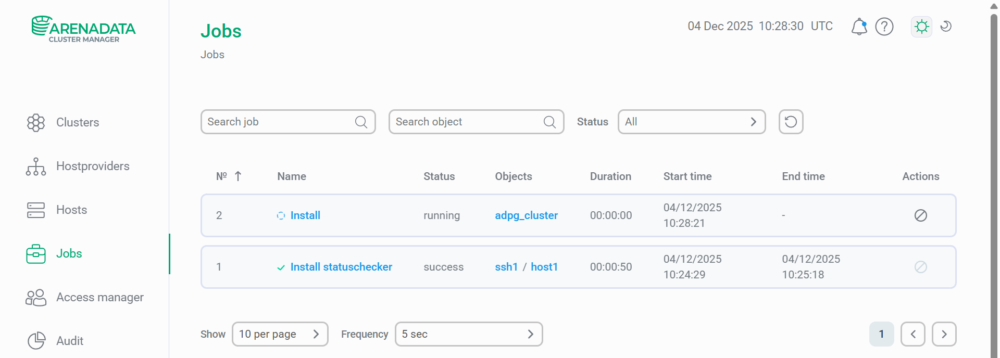 ARENADATA
CLUSTER MANAGER
Clusters
Hostproviders
Hosts
Jobs
Access manager
Audit
Jobs
Jobs
04 Dec 2025 10:28:30 UTC
Search job
Search object
Status
All
№ Name Status Objects Duration Start time End time Actions
2 Install running adpg_cluster 00:00:00 04/12/2025 10:28:21 -
1 Install statuschecker success ssh1 / host1 00:00:50 04/12/2025 10:24:29 04/12/2025 10:25:18
Show 10 per page Frequency 5 sec 1